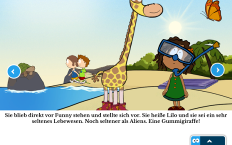 Sie blieb direkt vor Funny stehen und stellte sich vor. Sie heiße Lilo und sie sei ein sehr
seltenes Lebewesen. Noch seltener als Aliens. Eine Gummigiraffe!